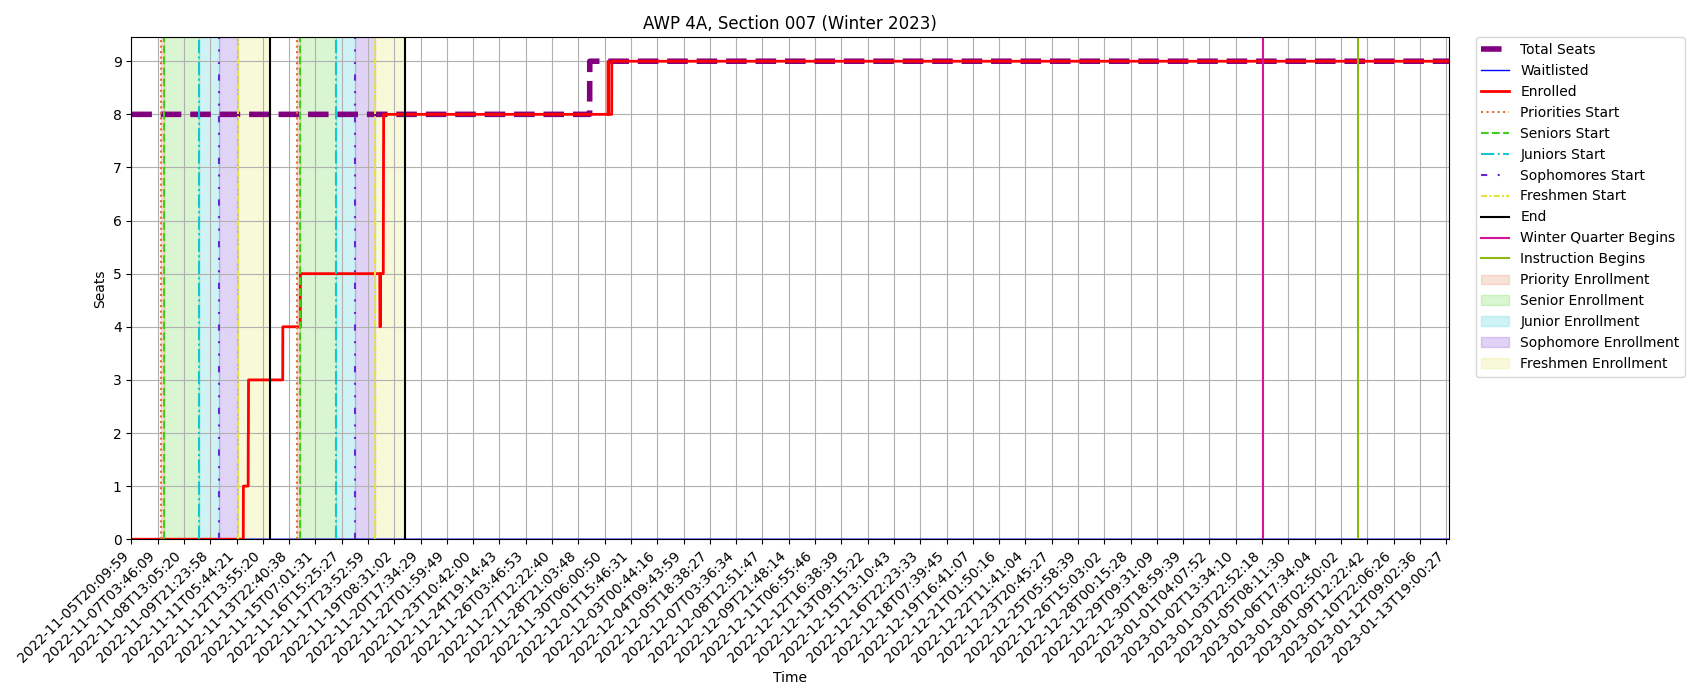 AWP 4A, Section 007 (Winter 2023)
Seats
9
8
7
6
5
4
3
2
1
0
2022-11-05T20:09:59
2022-11-07T03:46:09
2022-11-08T13:05:20
2022-11-09T21:23:58
2022-11-11T05:44:21
2022-11-12T13:55:20
2022-11-13T22:40:38
2022-11-15T07:01:31
2022-11-16T15:25:27
2022-11-17T23:52:59
2022-11-19T08:31:02
2022-11-20T17:34:29
2022-11-22T01:59:49
2022-11-23T10:42:00
2022-11-24T19:14:43
2022-11-26T03:46:53
2022-11-27T12:22:40
2022-11-28T21:03:48
2022-11-30T06:00:50
2022-12-01T15:46:31
2022-12-03T00:44:16
2022-12-04T09:43:59
2022-12-05T18:38:27
2022-12-07T03:36:34
2022-12-08T12:51:47
2022-12-09T21:48:14
2022-12-11T06:55:46
2022-12-12T16:38:39
2022-12-13T09:15:22
2022-12-15T13:10:43
2022-12-16T22:23:33
2022-12-18T07:39:45
2022-12-19T16:41:07
2022-12-21T01:50:16
2022-12-22T11:41:04
2022-12-23T20:45:27
2022-12-25T05:58:39
2022-12-26T15:03:02
2022-12-28T00:15:28
2022-12-29T09:31:09
2022-12-30T18:59:39
2023-01-01T04:07:52
2023-01-02T13:34:10
2023-01-03T22:52:18
2023-01-05T08:11:30
2023-01-06T17:34:04
2023-01-08T02:50:02
2023-01-09T12:22:42
2023-01-10T22:06:26
2023-01-12T09:02:36
2023-01-13T19:00:27
Time
Total Seats
Waitlisted
Enrolled
Priorities Start
Seniors Start
Juniors Start
Sophomores Start
Freshmen Start
End
Winter Quarter Begins
Instruction Begins
Priority Enrollment
Senior Enrollment
Junior Enrollment
Sophomore Enrollment
Freshmen Enrollment